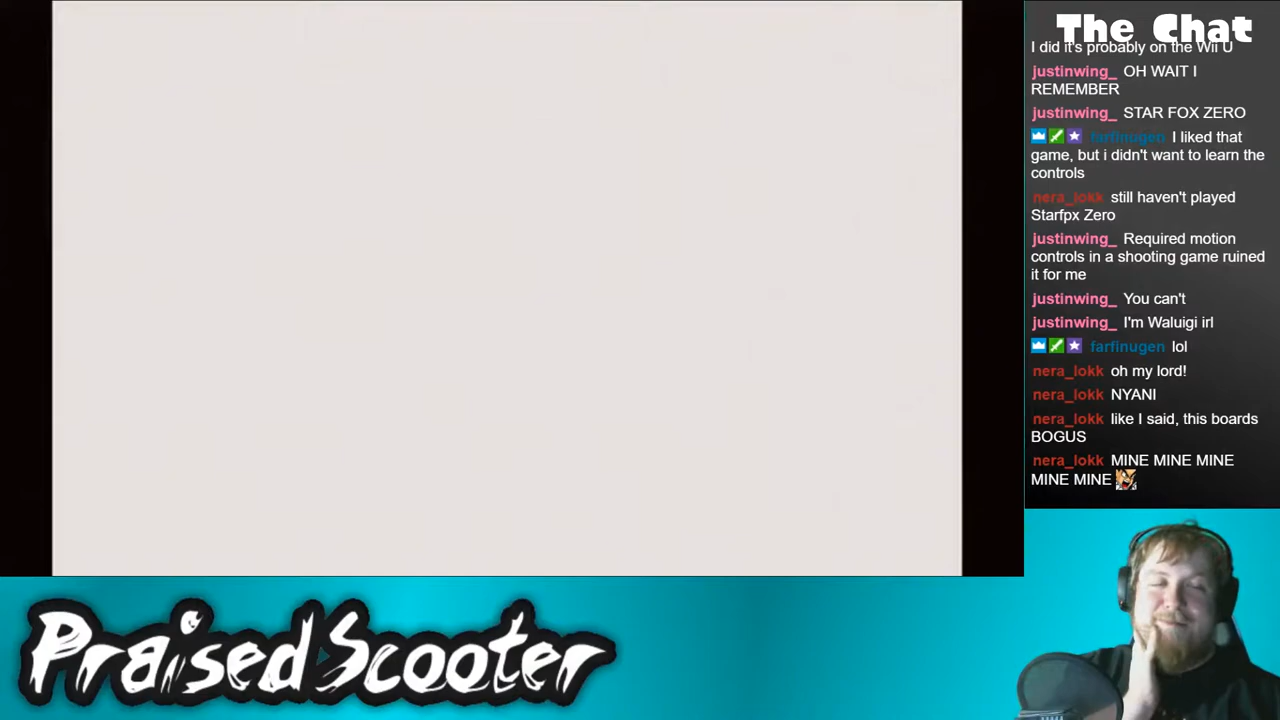 The Chat
I did it's probably on the Wii U
justinwing_ OH WAIT I
REMEMBER
justinwing_ STAR FOX ZERO
farfinugen I liked that
game, but i didn't want to learn the
controls
nera_lokk still haven't played
Starfpx Zero
justinwing_ Required motion
controls in a shooting game ruined
it for me
justinwing_ You can't
justinwing_ I'm Waluigi irl
farfinugen lol
nera_lokk oh my lord!
nera_lokk NYANI
nera_lokk like I said, this boards
BOGUS
nera_lokk MINE MINE MINE
MINE MINE
PraisedScooter